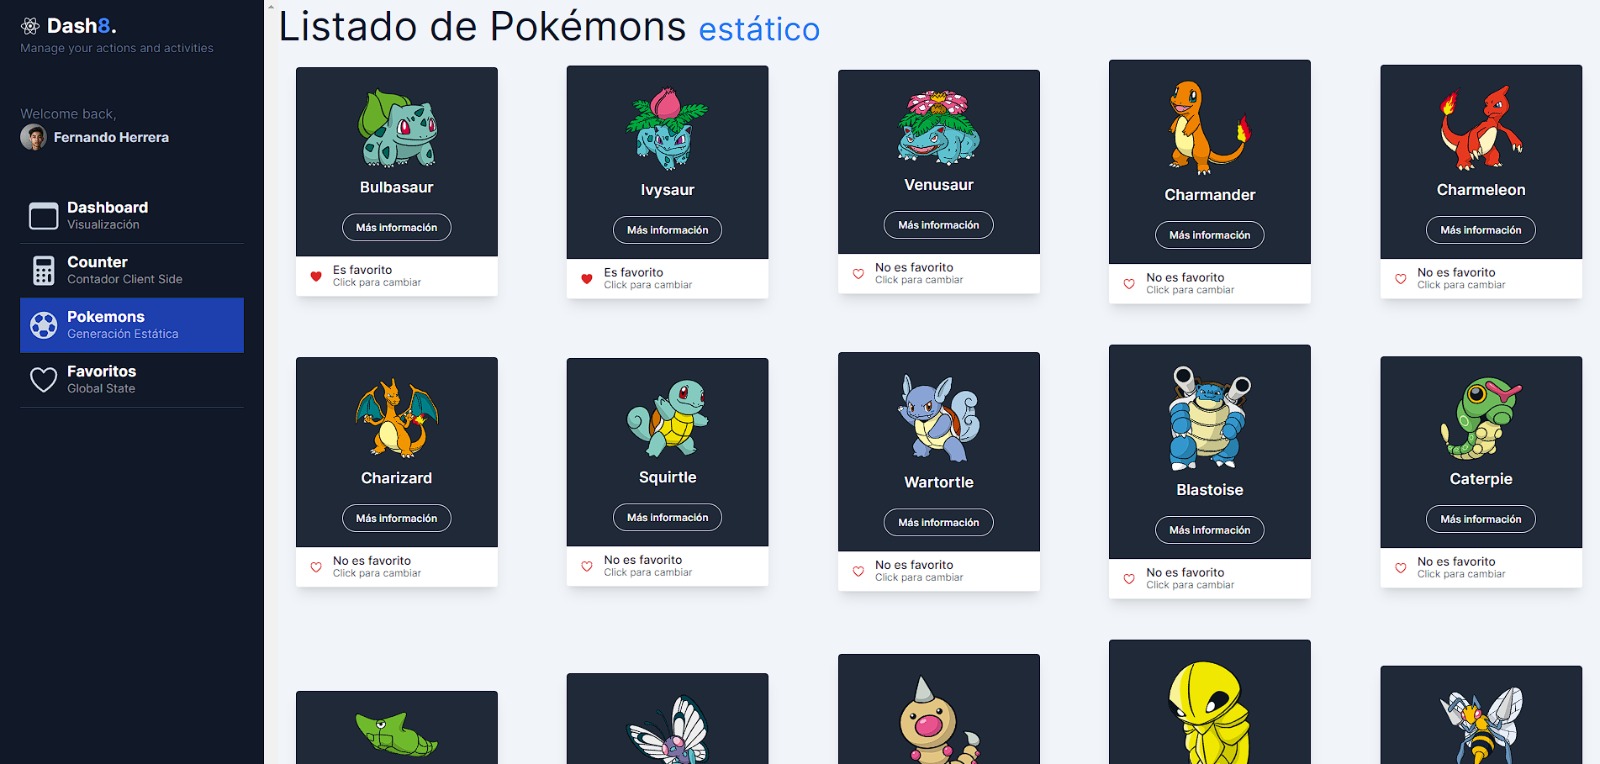 Dash8.
Manage your actions and activities
Welcome back,
Fernando Herrera
Dashboard
Visualización
Counter
Contador Client Side
Pokemons
Generación Estática
Favoritos
Global State
Listado de Pokémons estático
Bulbasaur
Más información
Es favorito
Click para cambiar
Ivysaur
Más información
Es favorito
Click para cambiar
Venusaur
Más información
No es favorito
Click para cambiar
Charmander
Más información
No es favorito
Click para cambiar
Charmeleon
Más información
No es favorito
Click para cambiar
Charizard
Más información
No es favorito
Click para cambiar
Squirtle
Más información
No es favorito
Click para cambiar
Wartortle
Más información
No es favorito
Click para cambiar
Blastoise
Más información
No es favorito
Click para cambiar
Caterpie
Más información
No es favorito
Click para cambiar